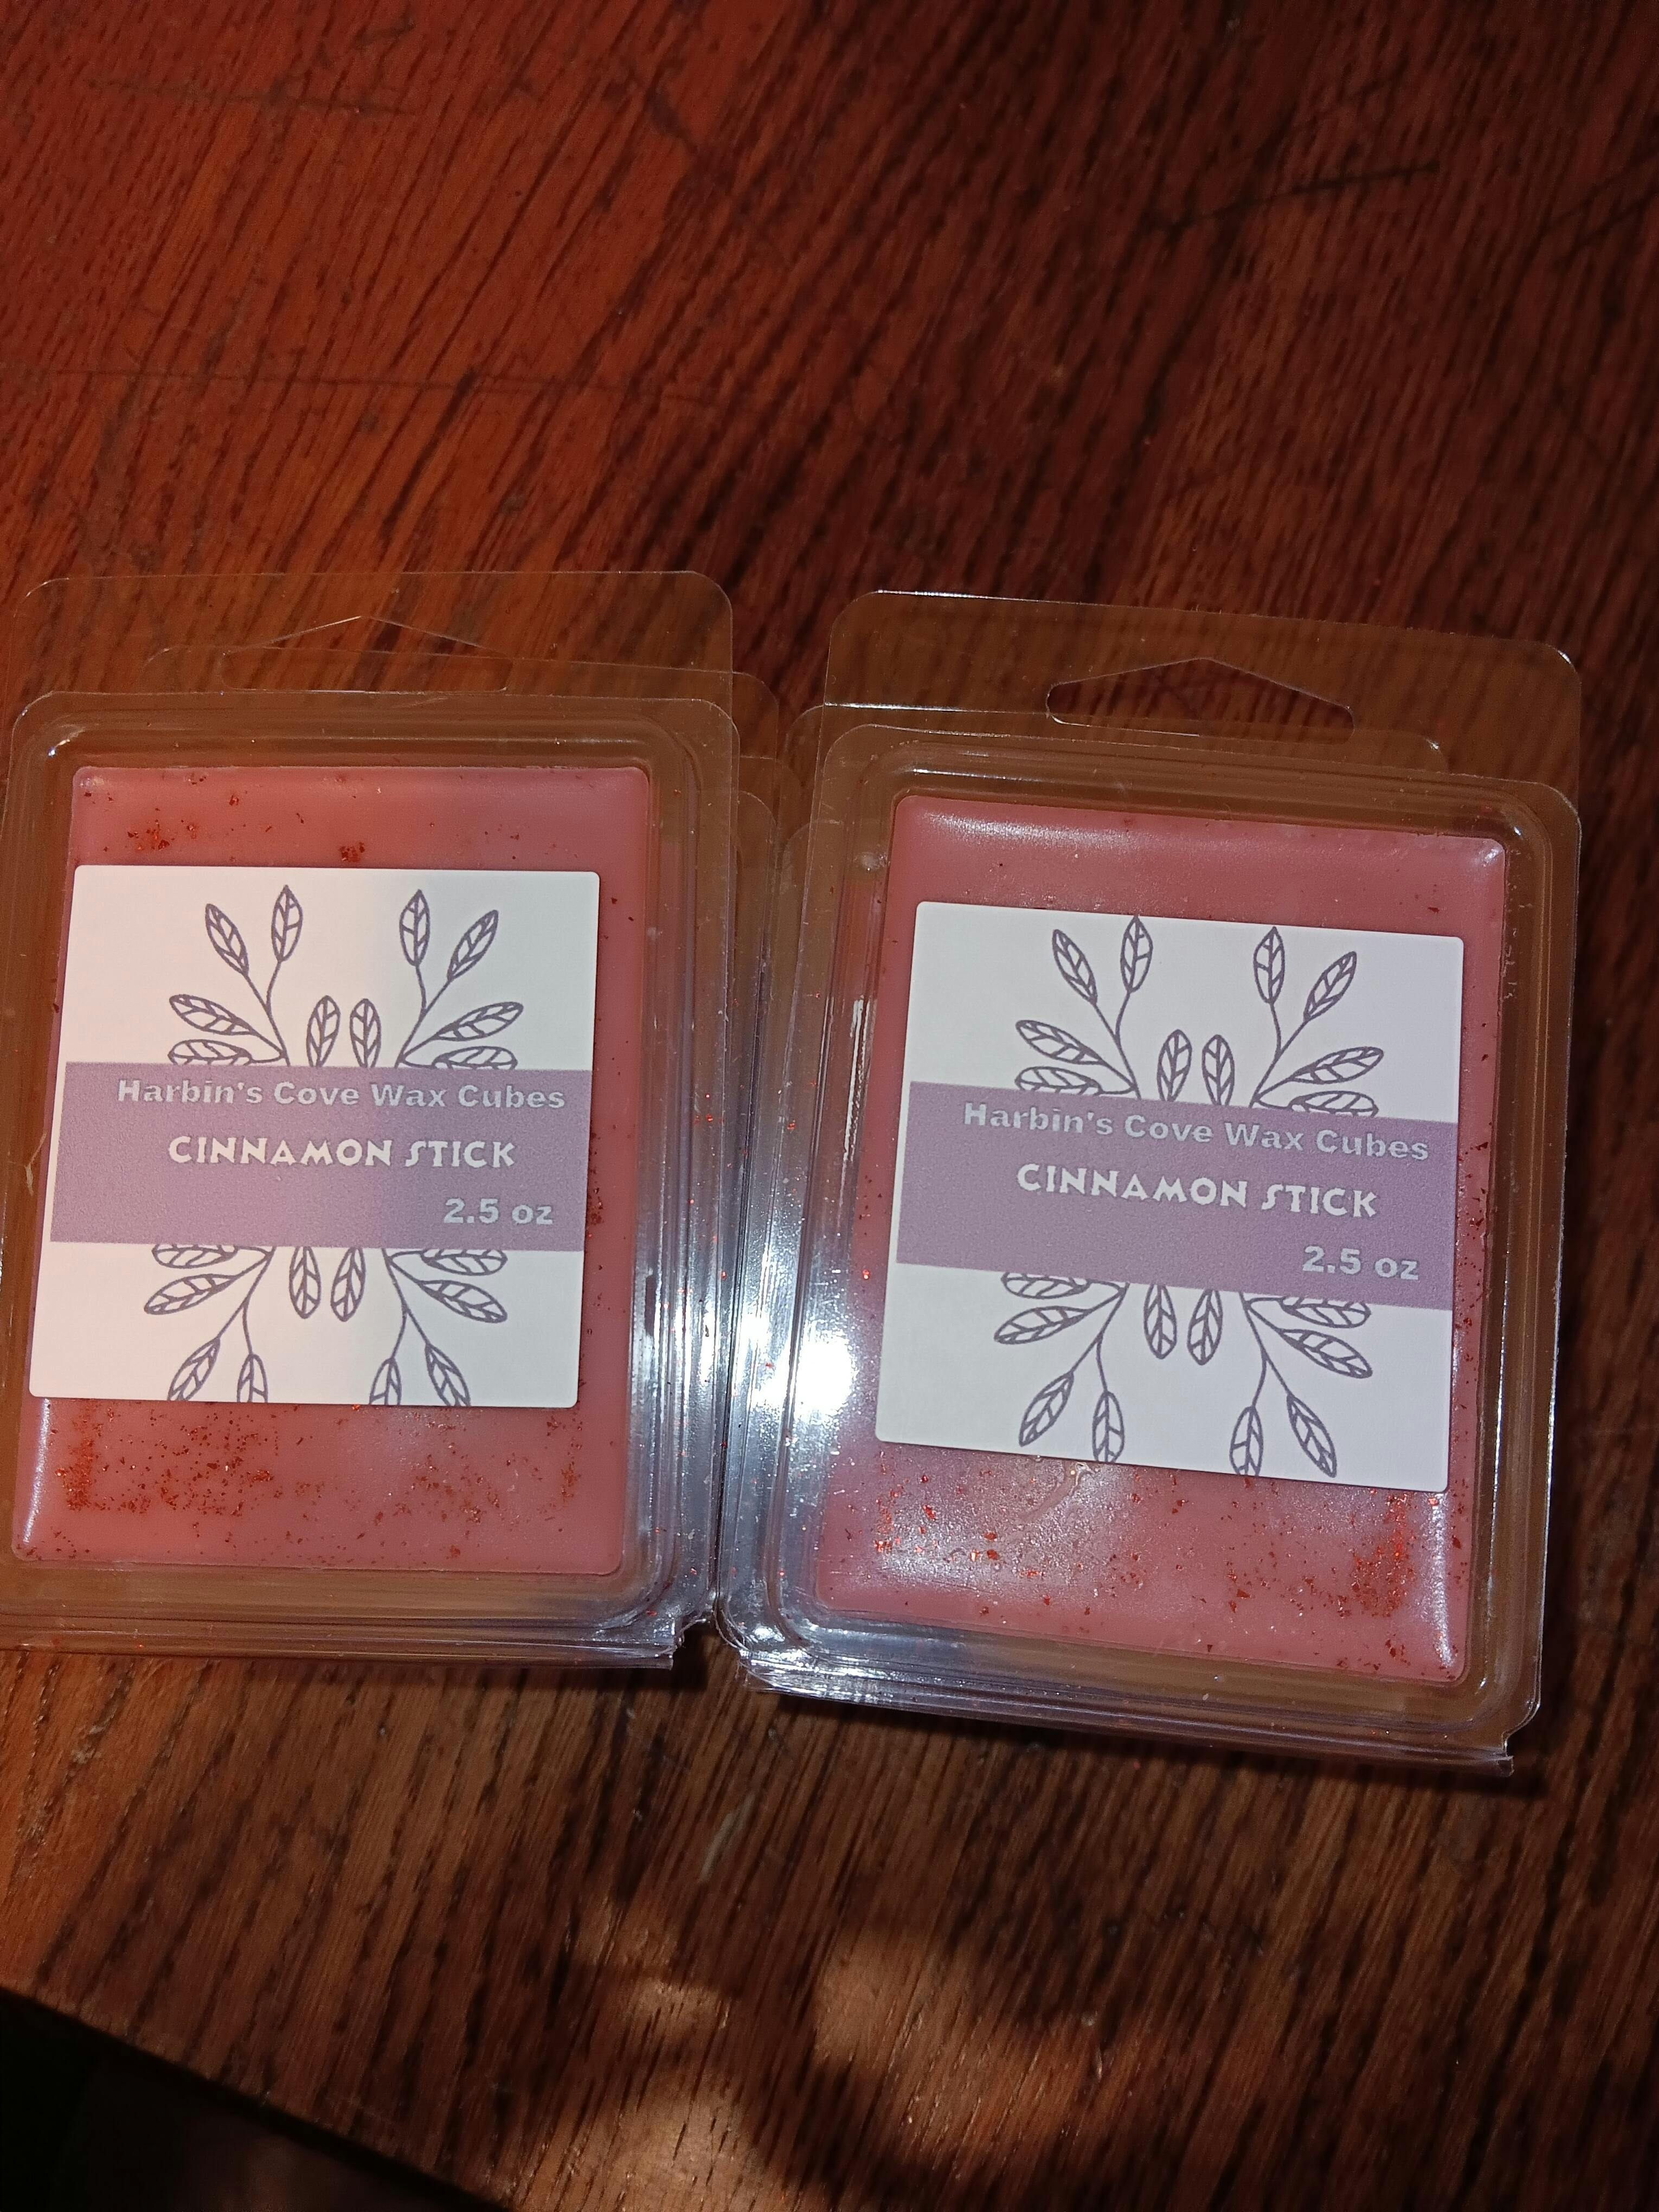 Harbin's Cove Wax Cubes
CINNAMON STICK
2.5 oz
Harbin's Cove Wax Cubes
CINNAMON STICK
2.5 oz